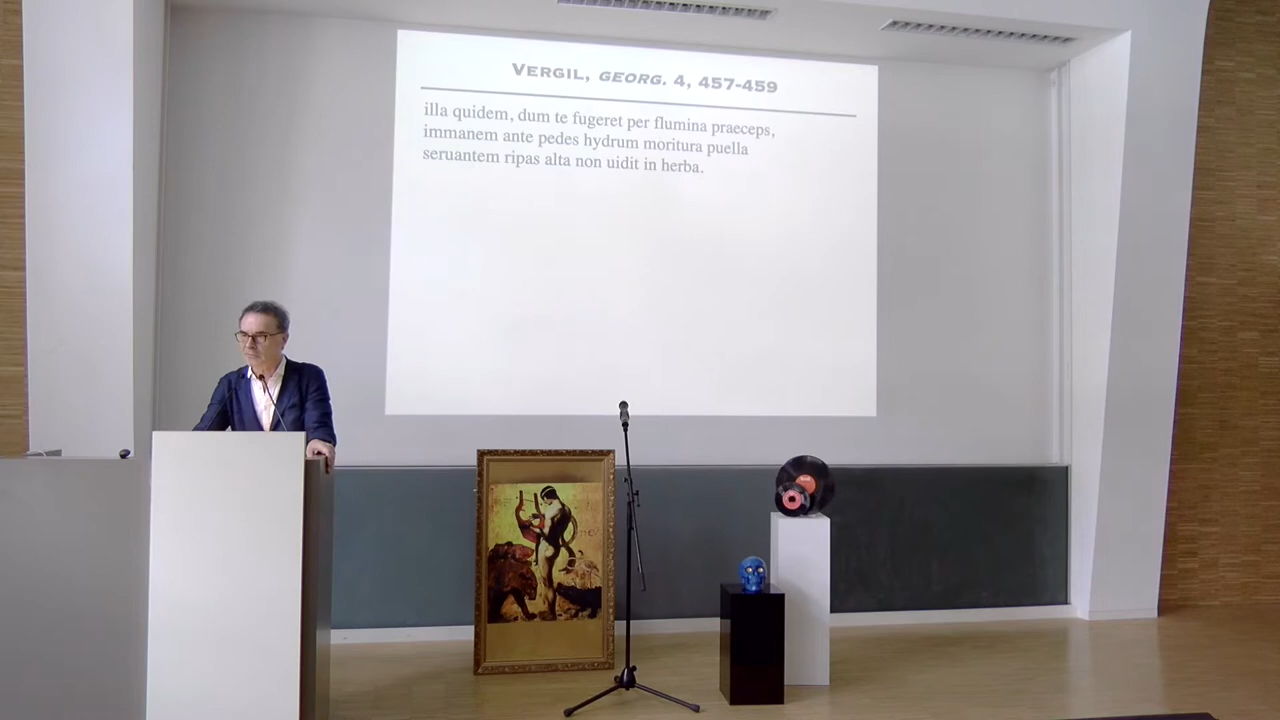 VERGIL, GEORG. 4, 457-459
illa quidem, dum te fugeret per flumina praeceps,
immanem ante pedes hydrum moritura puella
seruantem ripas alta non uidit in herba.